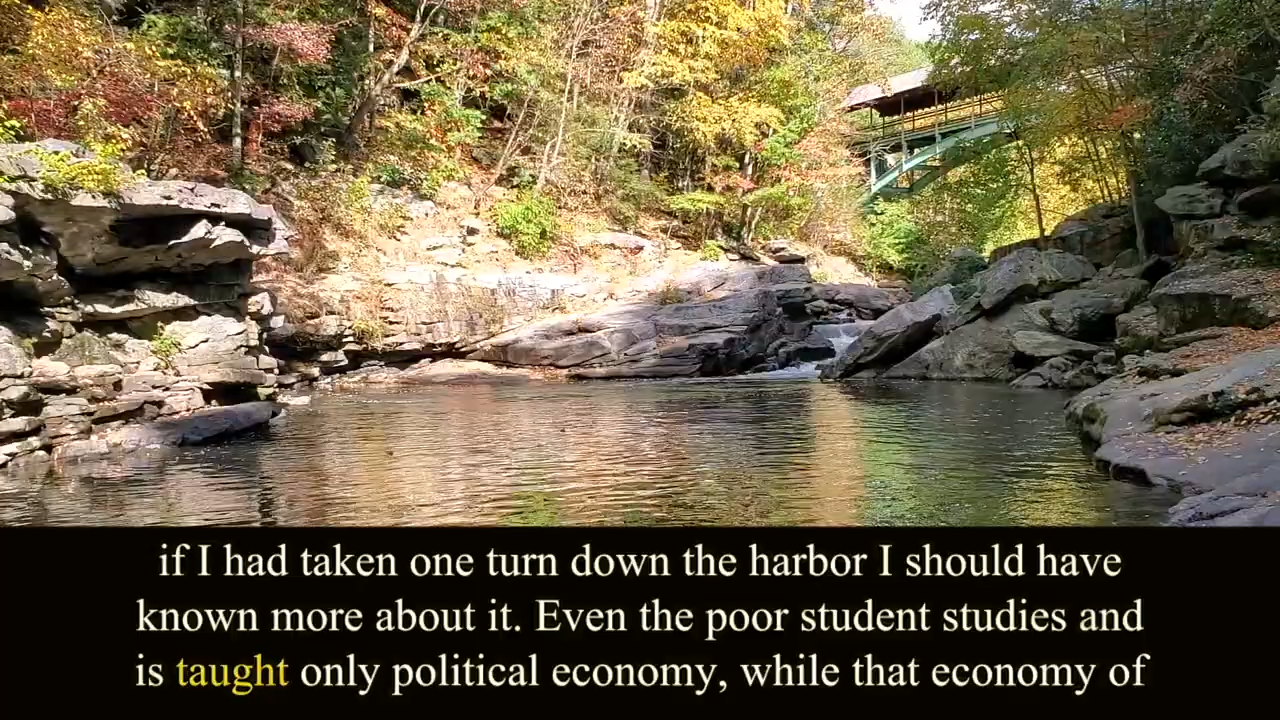 if I had taken one turn down the harbor I should have
known more about it. Even the poor student studies and
is taught only political economy, while that economy of